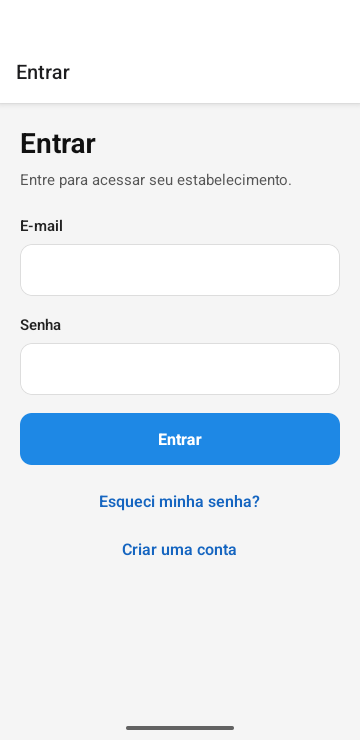 Entrar
Entrar
Entre para acessar seu estabelecimento.
E-mail
Senha
Entrar
Esqueci minha senha?
Criar uma conta